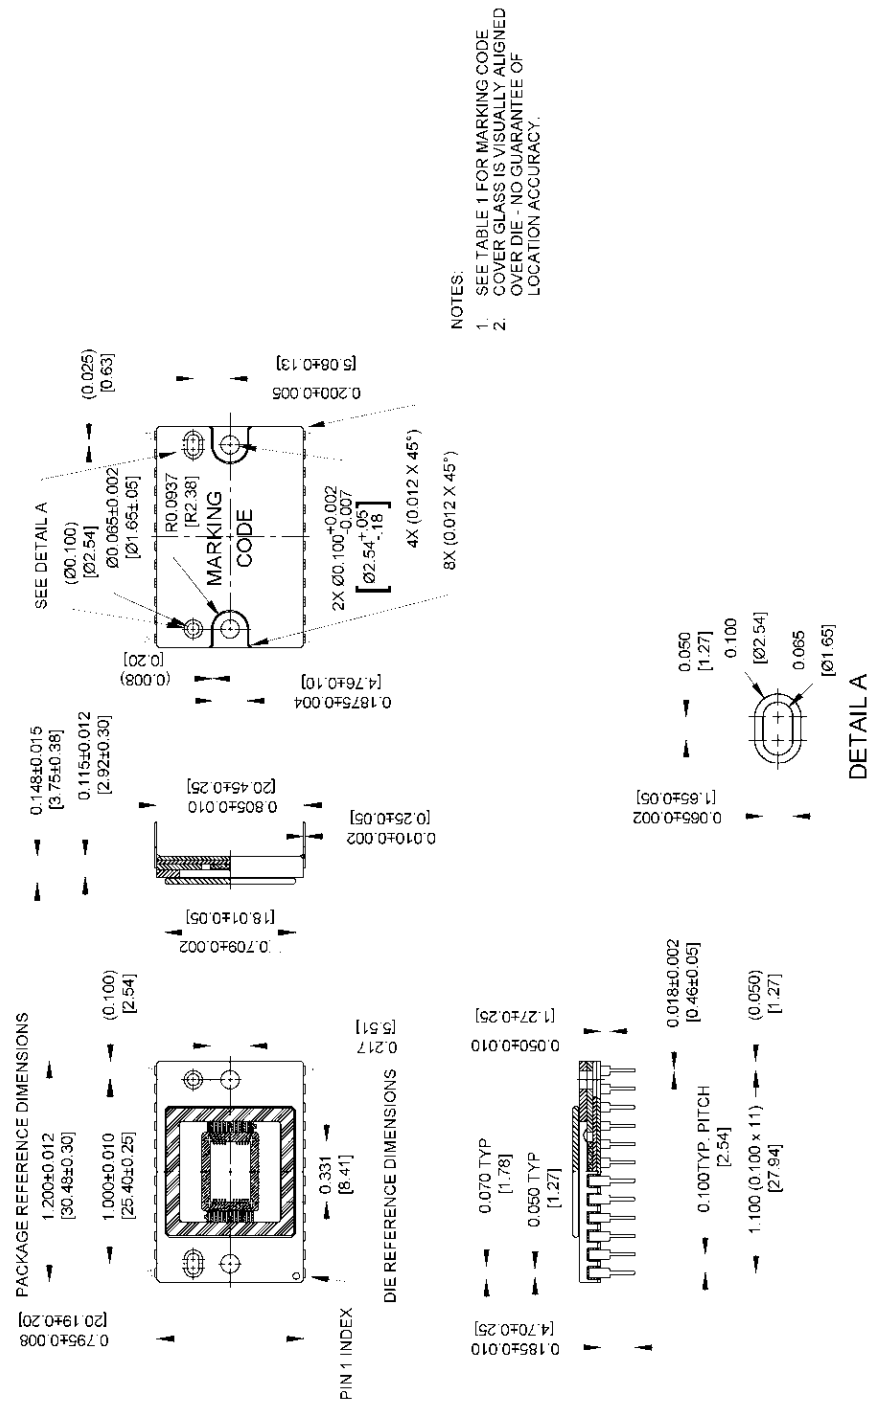 PACKAGE REFERENCE DIMENSIONS
1.200±0.012
[30.48±0.30]
1.000±0.010
[25.40±0.25]
(0.100)
[2.54]
0.795±0.008
[20.19±0.20]
0.217
[5.51]
0.331
[8.41]
PIN 1 INDEX
DIE REFERENCE DIMENSIONS
0.148±0.015
[3.75±0.38]
0.115±0.012
[2.92±0.30]
0.709±0.002
[18.01±0.05]
0.805±0.010
[20.45±0.25]
0.010±0.002
[0.25±0.05]
SEE DETAIL A
(Ø0.100)
[Ø2.54]
Ø0.065±0.002
[Ø1.65±.05]
R0.0937
[R2.38]
(0.025)
[0.63]
MARKING
CODE
(0.008)
[0.20]
0.1875±0.004
[4.76±0.10]
0.200±0.005
[5.08±0.13]
2X Ø0.100+0.002
-0.007
[Ø2.54+.05
-.18]
4X (0.012 X 45°)
8X (0.012 X 45°)
NOTES:
1. SEE TABLE 1 FOR MARKING CODE
2. COVER GLASS IS VISUALLY ALIGNED
OVER DIE - NO GUARANTEE OF
LOCATION ACCURACY.
0.070 TYP
[1.78]
0.050 TYP
[1.27]
0.185±0.010
[4.70±0.25]
0.050±0.010
[1.27±0.25]
0.018±0.002
[0.46±0.05]
0.100TYP. PITCH
[2.54]
1.100 (0.100 x 11)
[27.94]
(0.050)
[1.27]
0.065±0.002
[1.65±0.05]
0.050
[1.27]
0.100
[Ø2.54]
0.065
[Ø1.65]
DETAIL A